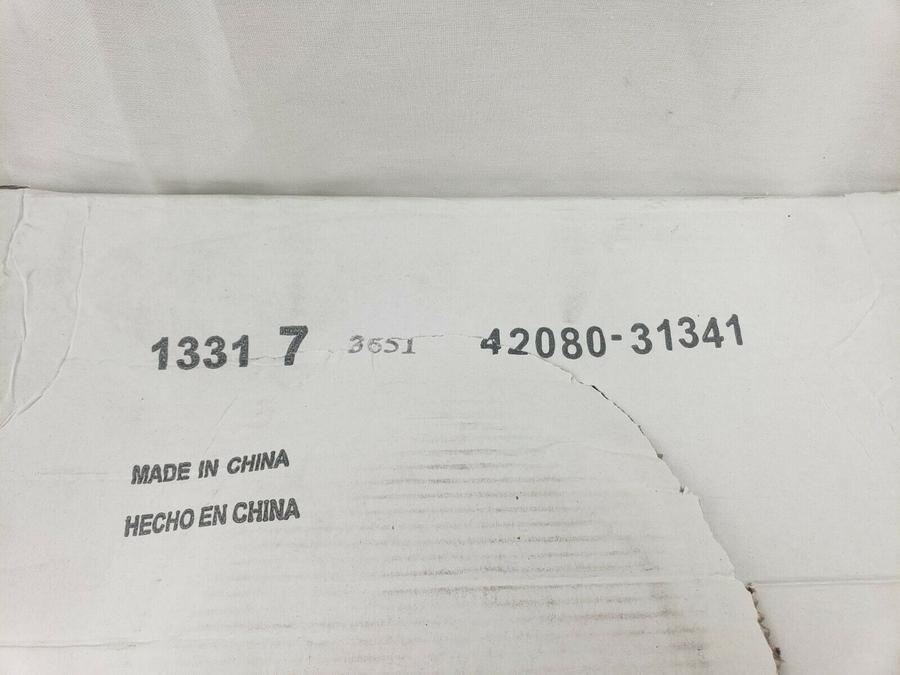 1331 7 3651 42080-31341
MADE IN CHINA
HECHO EN CHINA